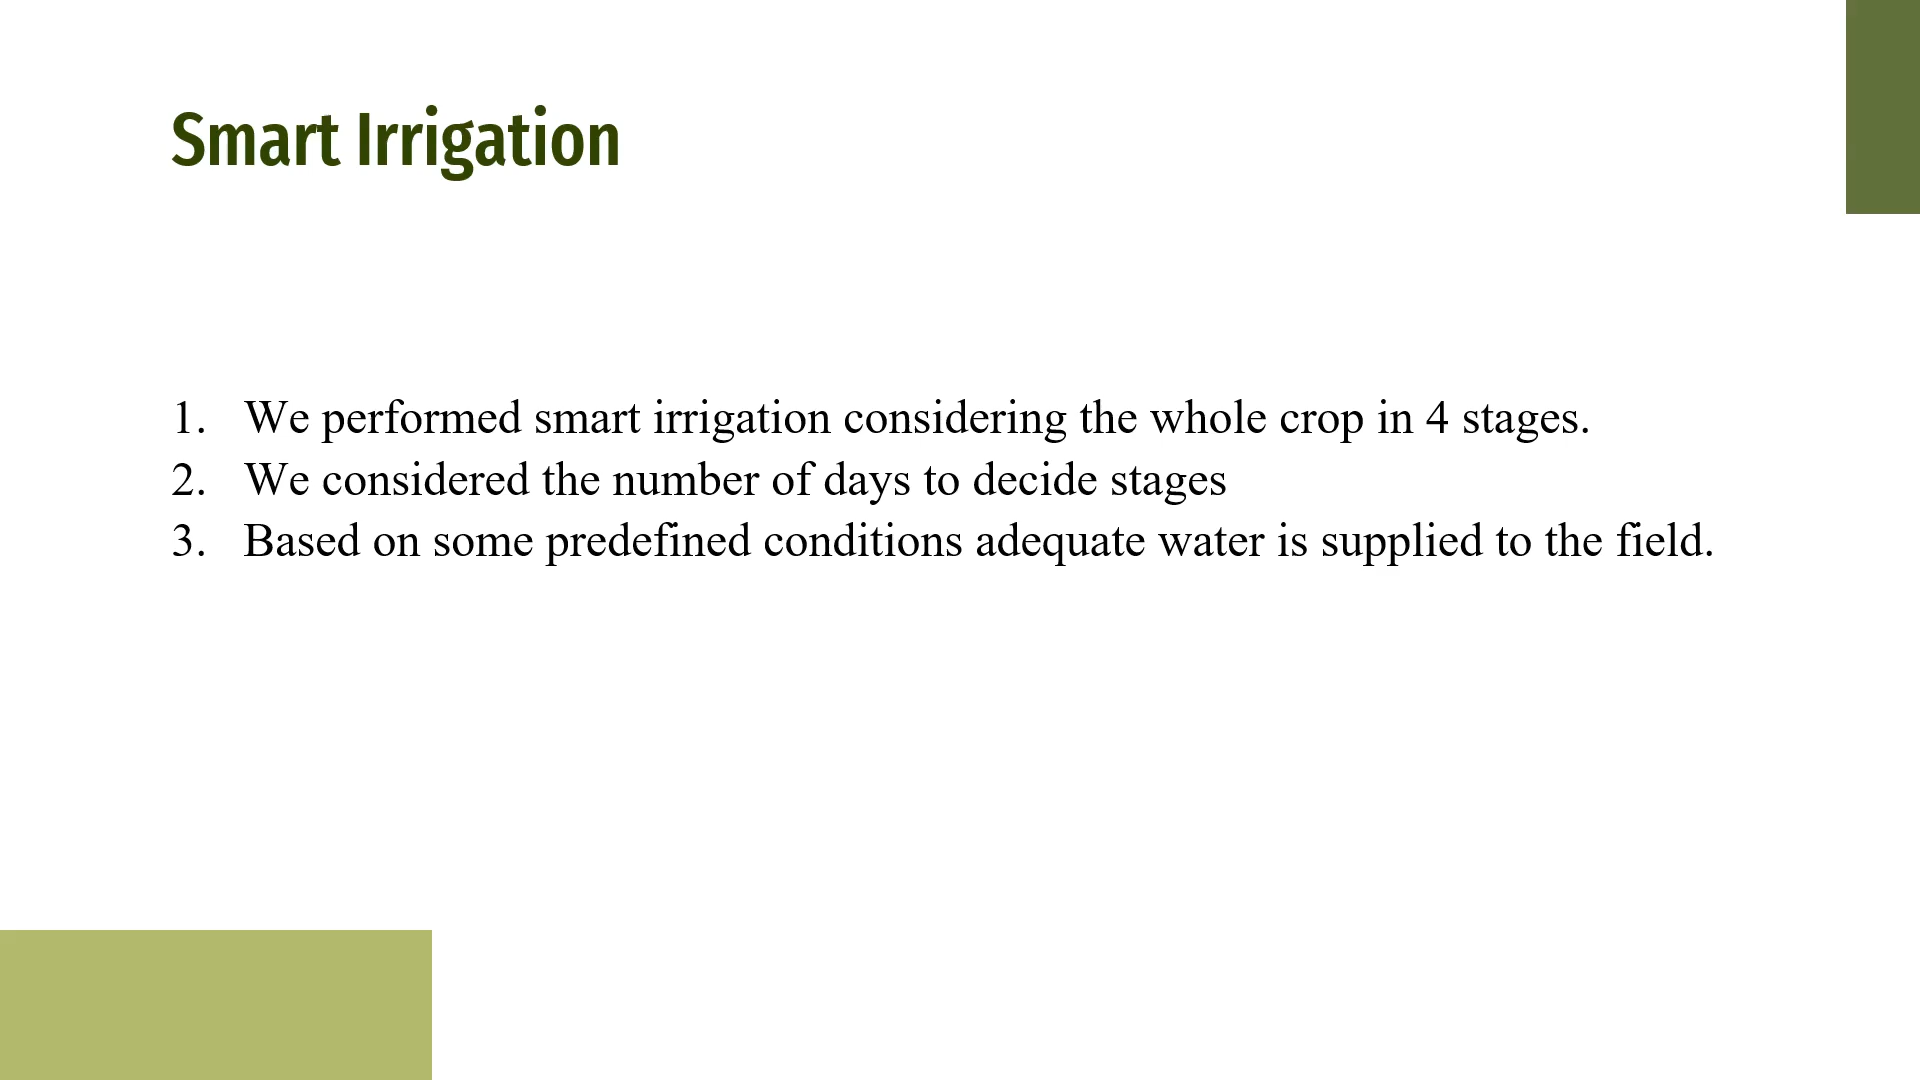 Smart Irrigation
1. We performed smart irrigation considering the whole crop in 4 stages.
2. We considered the number of days to decide stages
3. Based on some predefined conditions adequate water is supplied to the field.